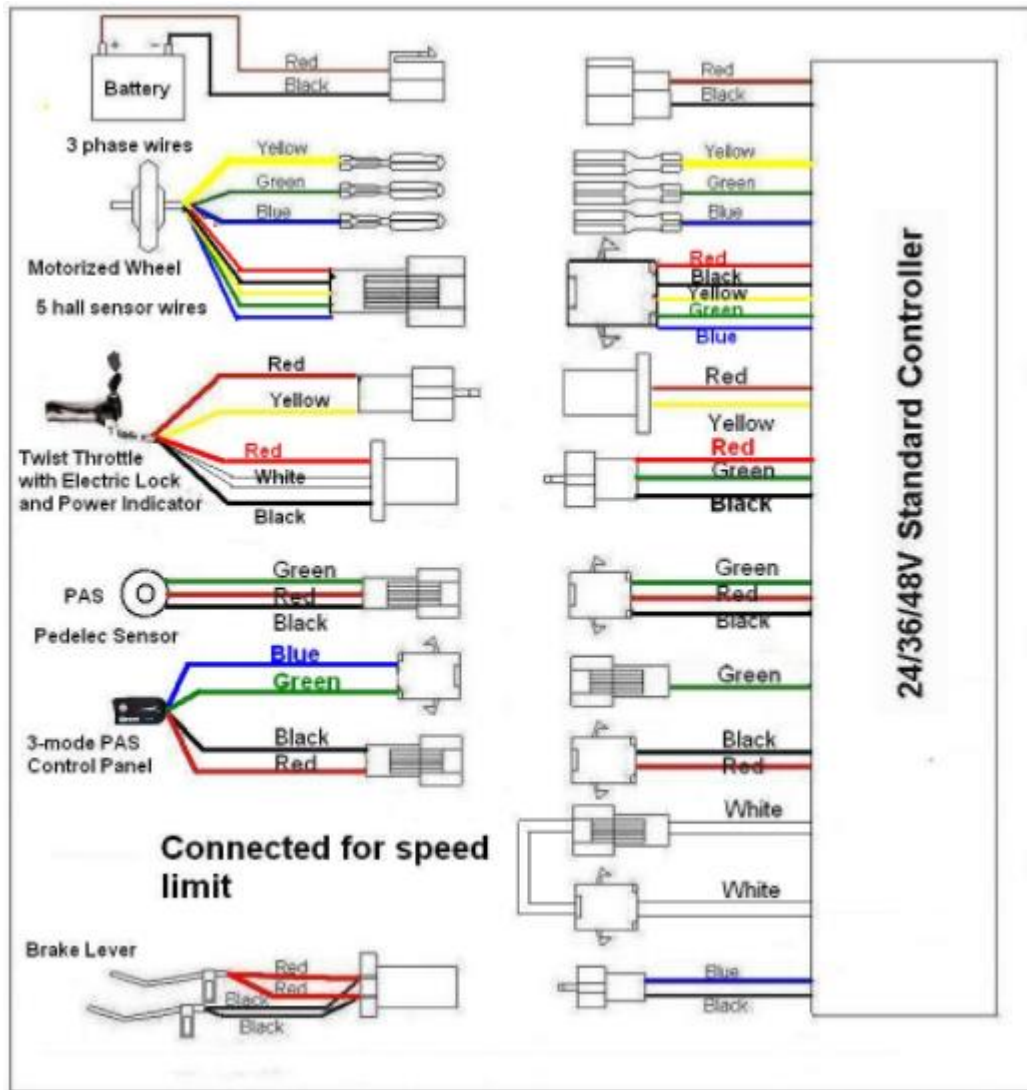 + -
Battery
Red
Black
Red
Black
3 phase wires
Yellow
Green
Blue
Yellow
Green
Blue
Motorized Wheel
5 hall sensor wires
Red
Black
Yellow
Green
Blue
Red
Yellow
Red
Yellow
Twist Throttle
with Electric Lock
and Power Indicator
Red
White
Black
Red
Green
Black
PAS
Pedelec Sensor
Green
Red
Black
Green
Red
Black
Blue
Green
Green
3-mode PAS
Control Panel
Black
Red
Black
Red
White
Connected for speed
limit
White
Brake Lever
Red
Red
Black
Black
Blue
Black
24/36/48V Standard Controller